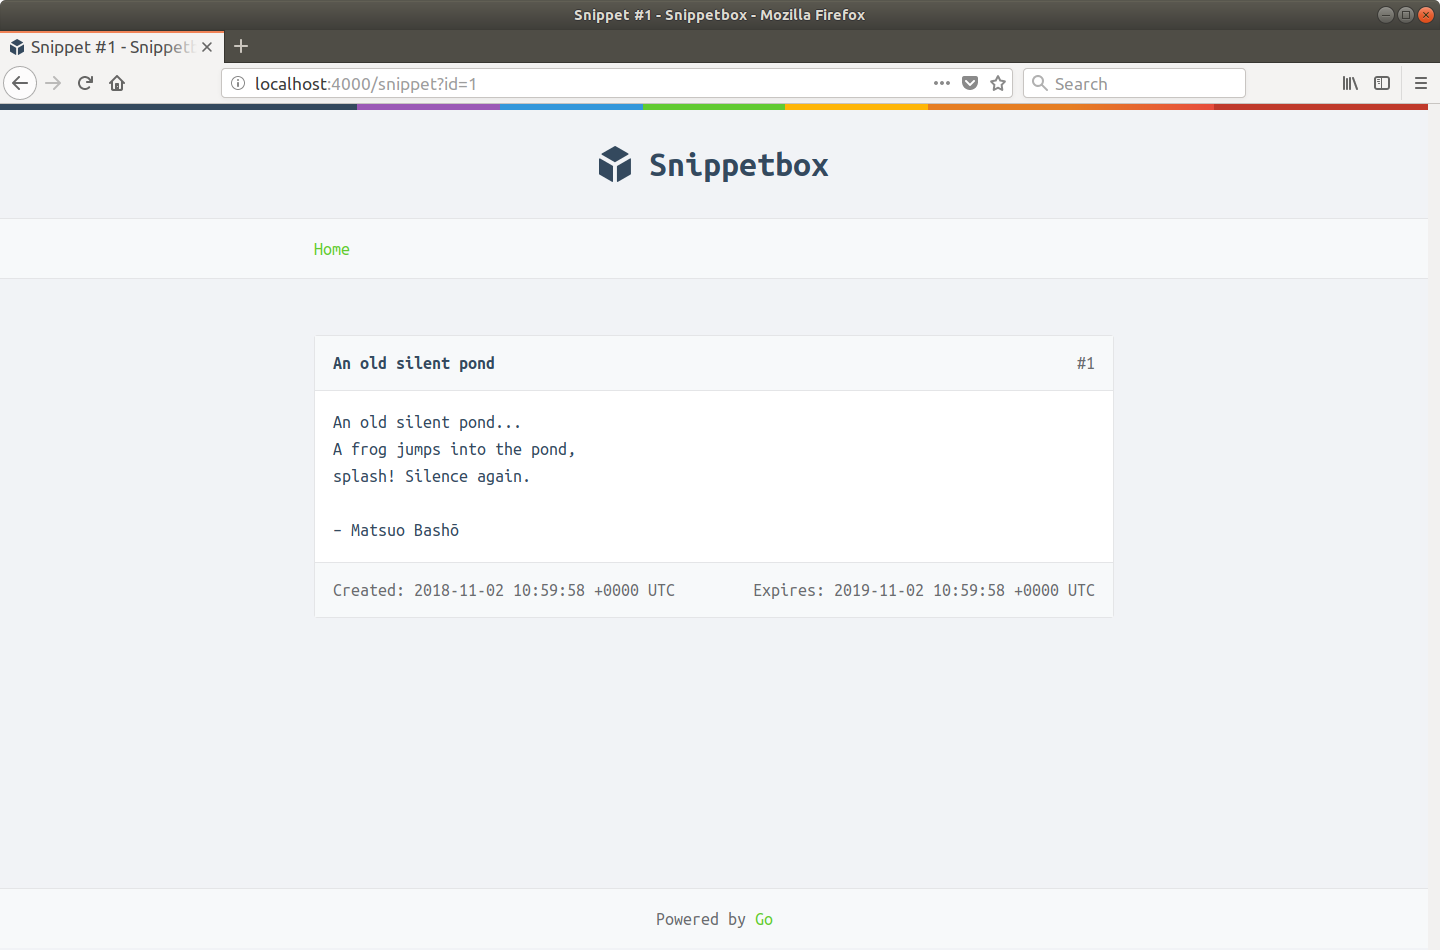 Snippet #1 - Snippetbox - Mozilla Firefox
Snippet #1 - Snippetb
localhost:4000/snippet?id=1
Search
Snippetbox
Home
An old silent pond #1
An old silent pond...
A frog jumps into the pond,
splash! Silence again.
– Matsuo Bashō
Created: 2018-11-02 10:59:58 +0000 UTC Expires: 2019-11-02 10:59:58 +0000 UTC
Powered by Go